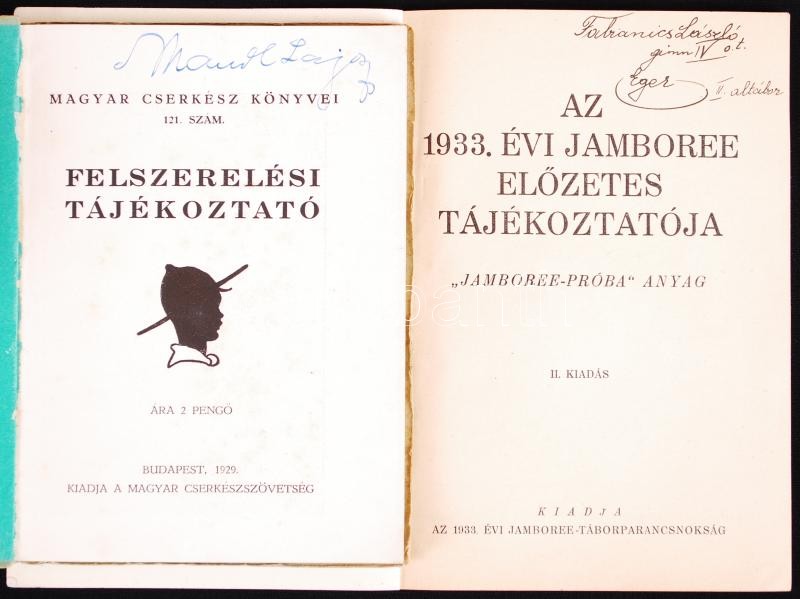 Mandl Lajos
MAGYAR CSERKÉSZ KÖNYVEI
121. SZÁM.
FELSZERELÉSI
TÁJÉKOZTATÓ
ÁRA 2 PENGŐ
BUDAPEST, 1929.
KIADJA A MAGYAR CSERKÉSZSZÖVETSÉG
Fabranics László
gimn IV o. t.
Eger
II. altábor
AZ
1933. ÉVI JAMBOREE
ELŐZETES
TÁJÉKOZTATÓJA
„JAMBOREE-PRÓBA" ANYAG
II. KIADÁS
KIADJA
AZ 1933. ÉVI JAMBOREE-TÁBORPARANCSNOKSÁG